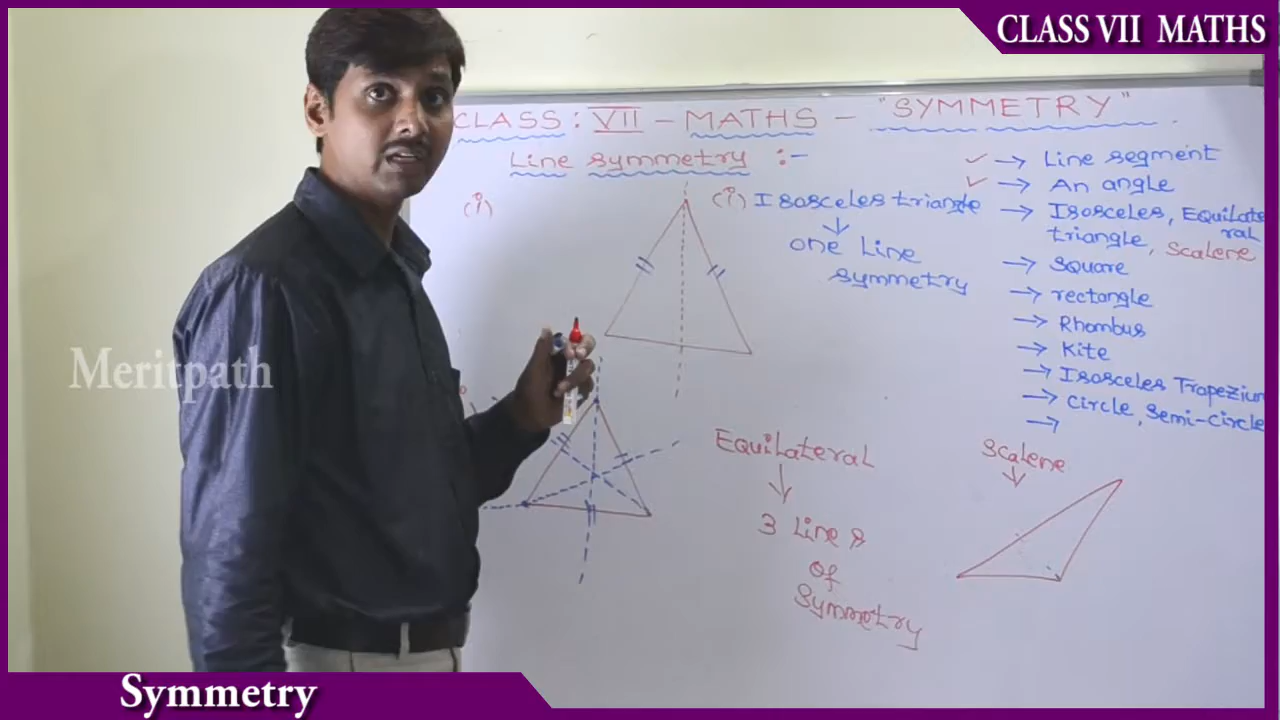 CLASS VII MATHS
CLASS: VII - MATHS - "SYMMETRY"
Line symmetry :-
(i)
(i) Isosceles triangle
one Line
symmetry
→ Line segment
→ An angle
→ Isosceles, Equilate
ral
triangle, Scalene
→ Square
→ rectangle
→ Rhombus
→ Kite
→ Isosceles Trapezium
→ Circle, Semi-circle
→
Meritpath
Equilateral
3 Lines
of
Symmetry
Scalene
Symmetry